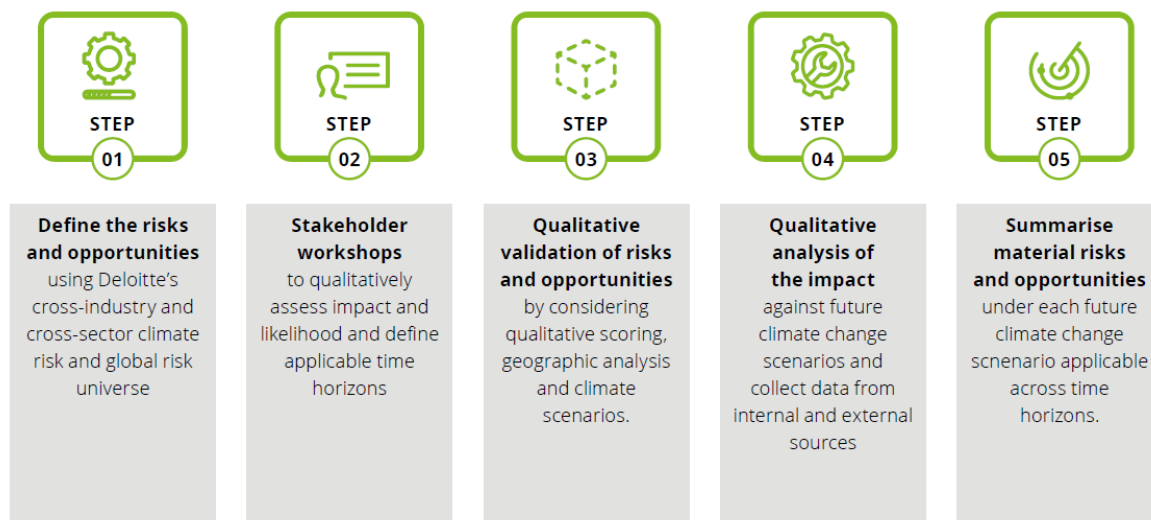 STEP
01
Define the risks
and opportunities
using Deloitte’s
cross-industry and
cross-sector climate
risk and global risk
universe
STEP
02
Stakeholder
workshops
to qualitatively
assess impact and
likelihood and define
applicable time
horizons
STEP
03
Qualitative
validation of risks
and opportunities
by considering
qualitative scoring,
geographic analysis
and climate
scenarios.
STEP
04
Qualitative
analysis of
the impact
against future
climate change
scenarios and
collect data from
internal and external
sources
STEP
05
Summarise
material risks
and opportunities
under each future
climate change
scnenario applicable
across time
horizons.